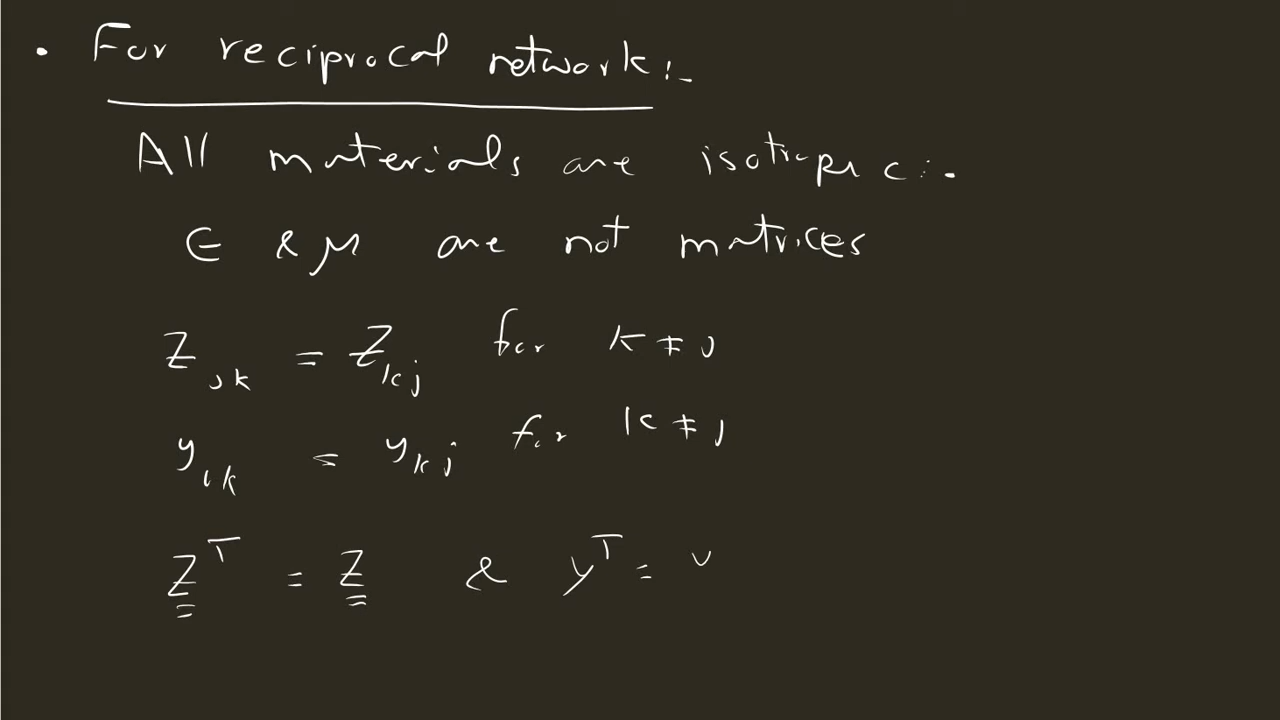 • For reciprocal network:-
All materials are isotropic:.
∈ & μ are not matrices
Z_jk = Z_kj for k ≠ j
y_jk = y_kj for k ≠ j
Z^T = Z & y^T =